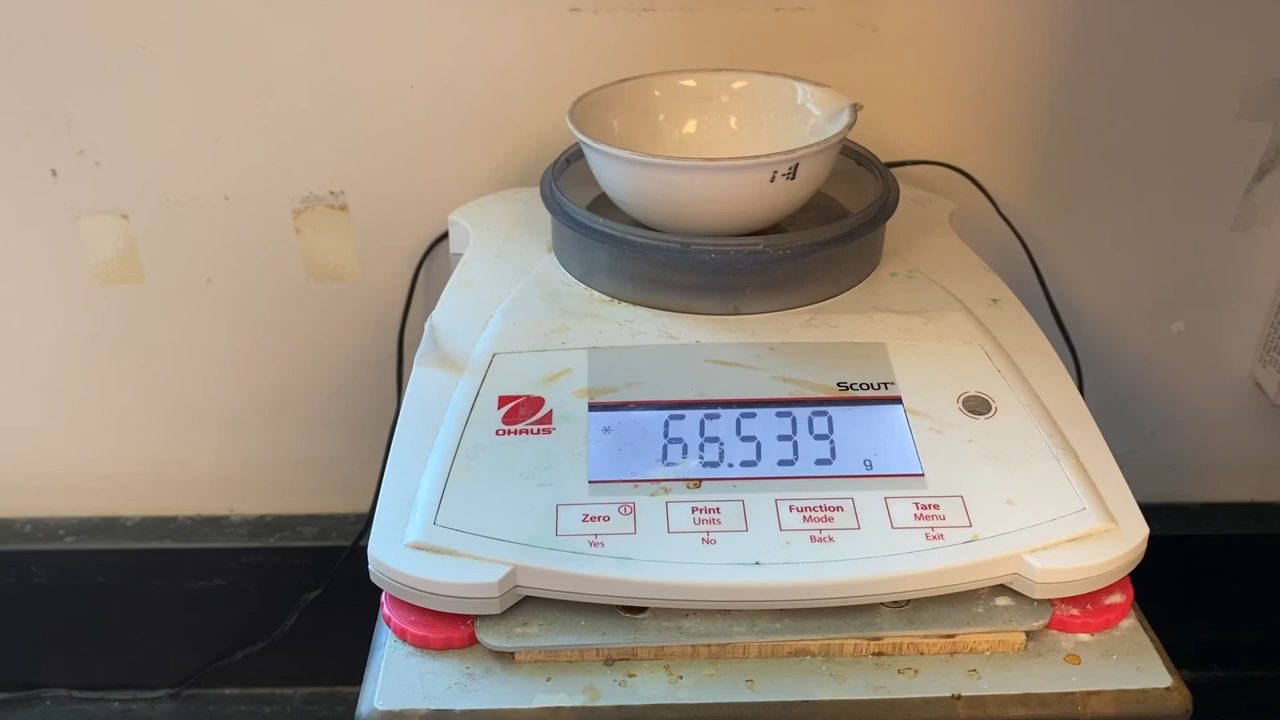 SCOUT®
OHAUS®
* 66.539 g
Zero
Yes
Print
Units
No
Function
Mode
Back
Tare
Menu
Exit